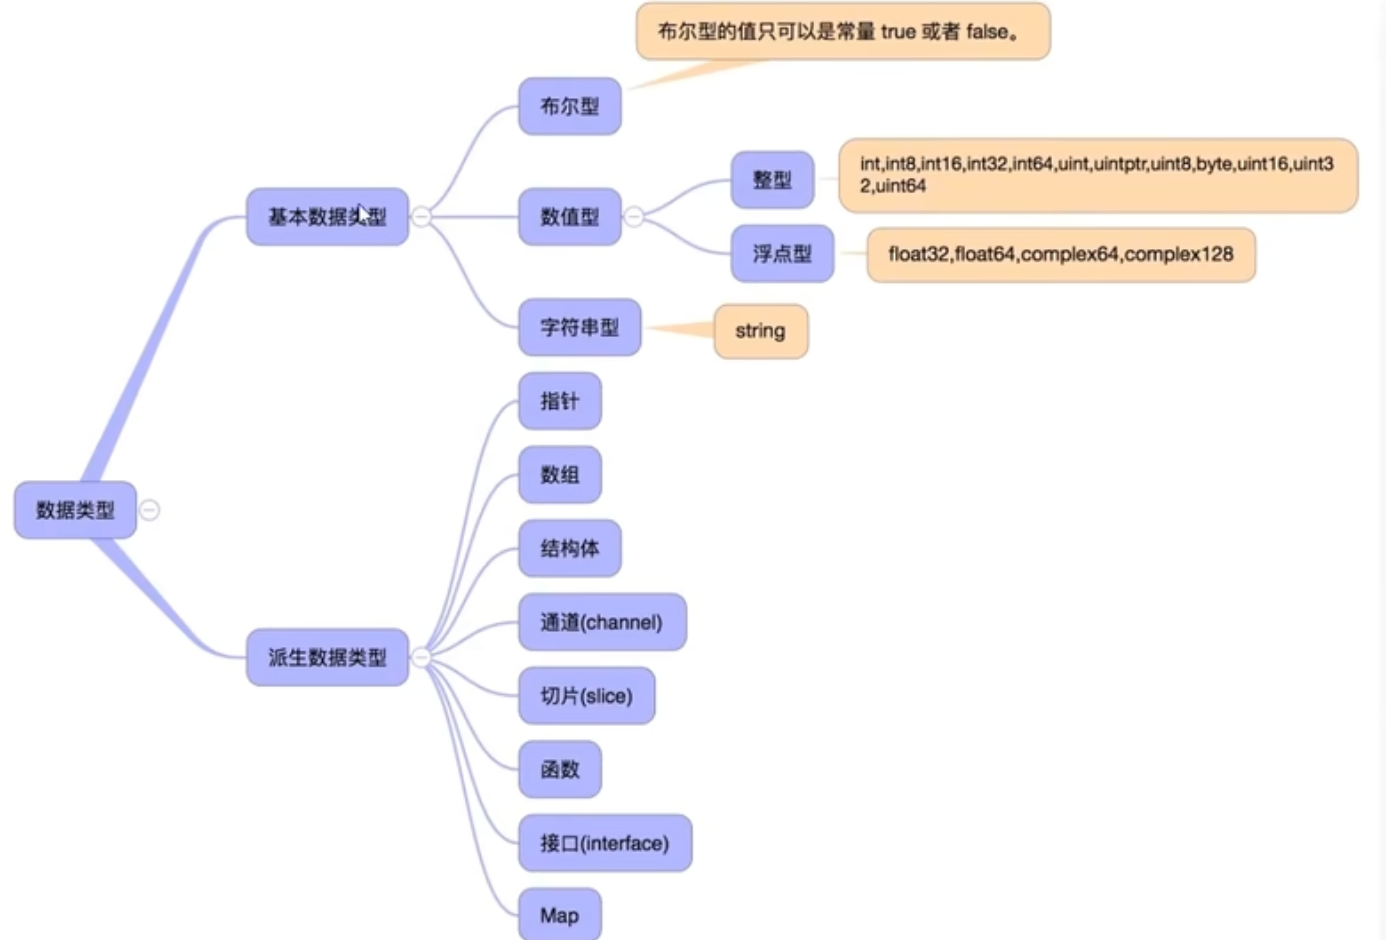 布尔型的值只可以是常量 true 或者 false。
布尔型
整型
int,int8,int16,int32,int64,uint,uintptr,uint8,byte,uint16,uint3
2,uint64
基本数据类型
数值型
浮点型
float32,float64,complex64,complex128
字符串型
string
指针
数组
数据类型
结构体
通道(channel)
派生数据类型
切片(slice)
函数
接口(interface)
Map